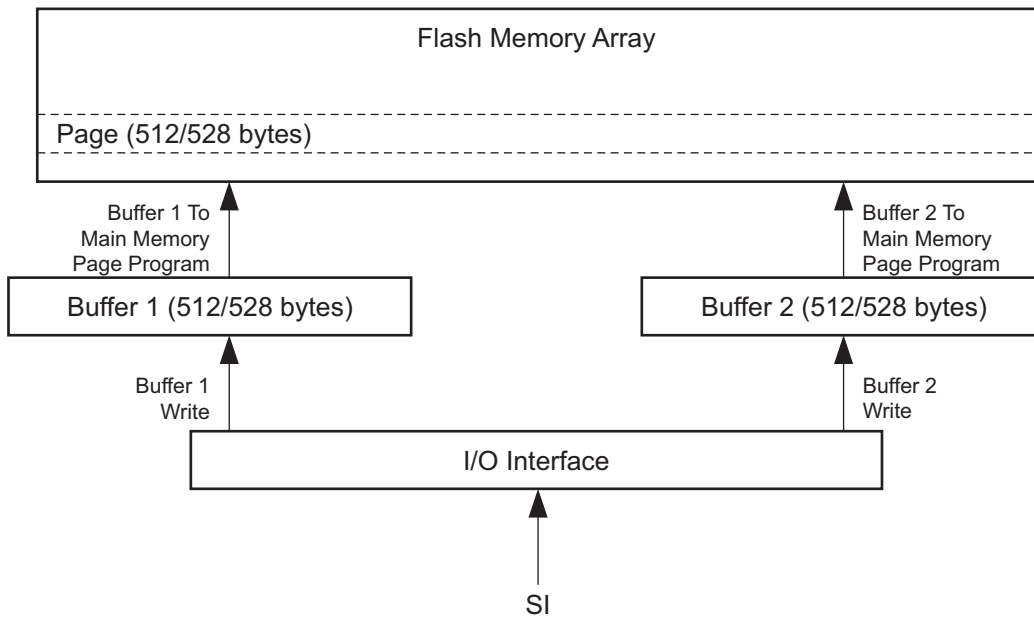 Flash Memory Array
Page (512/528 bytes)
Buffer 1 To
Main Memory
Page Program
Buffer 2 To
Main Memory
Page Program
Buffer 1 (512/528 bytes)
Buffer 2 (512/528 bytes)
Buffer 1
Write
Buffer 2
Write
I/O Interface
SI